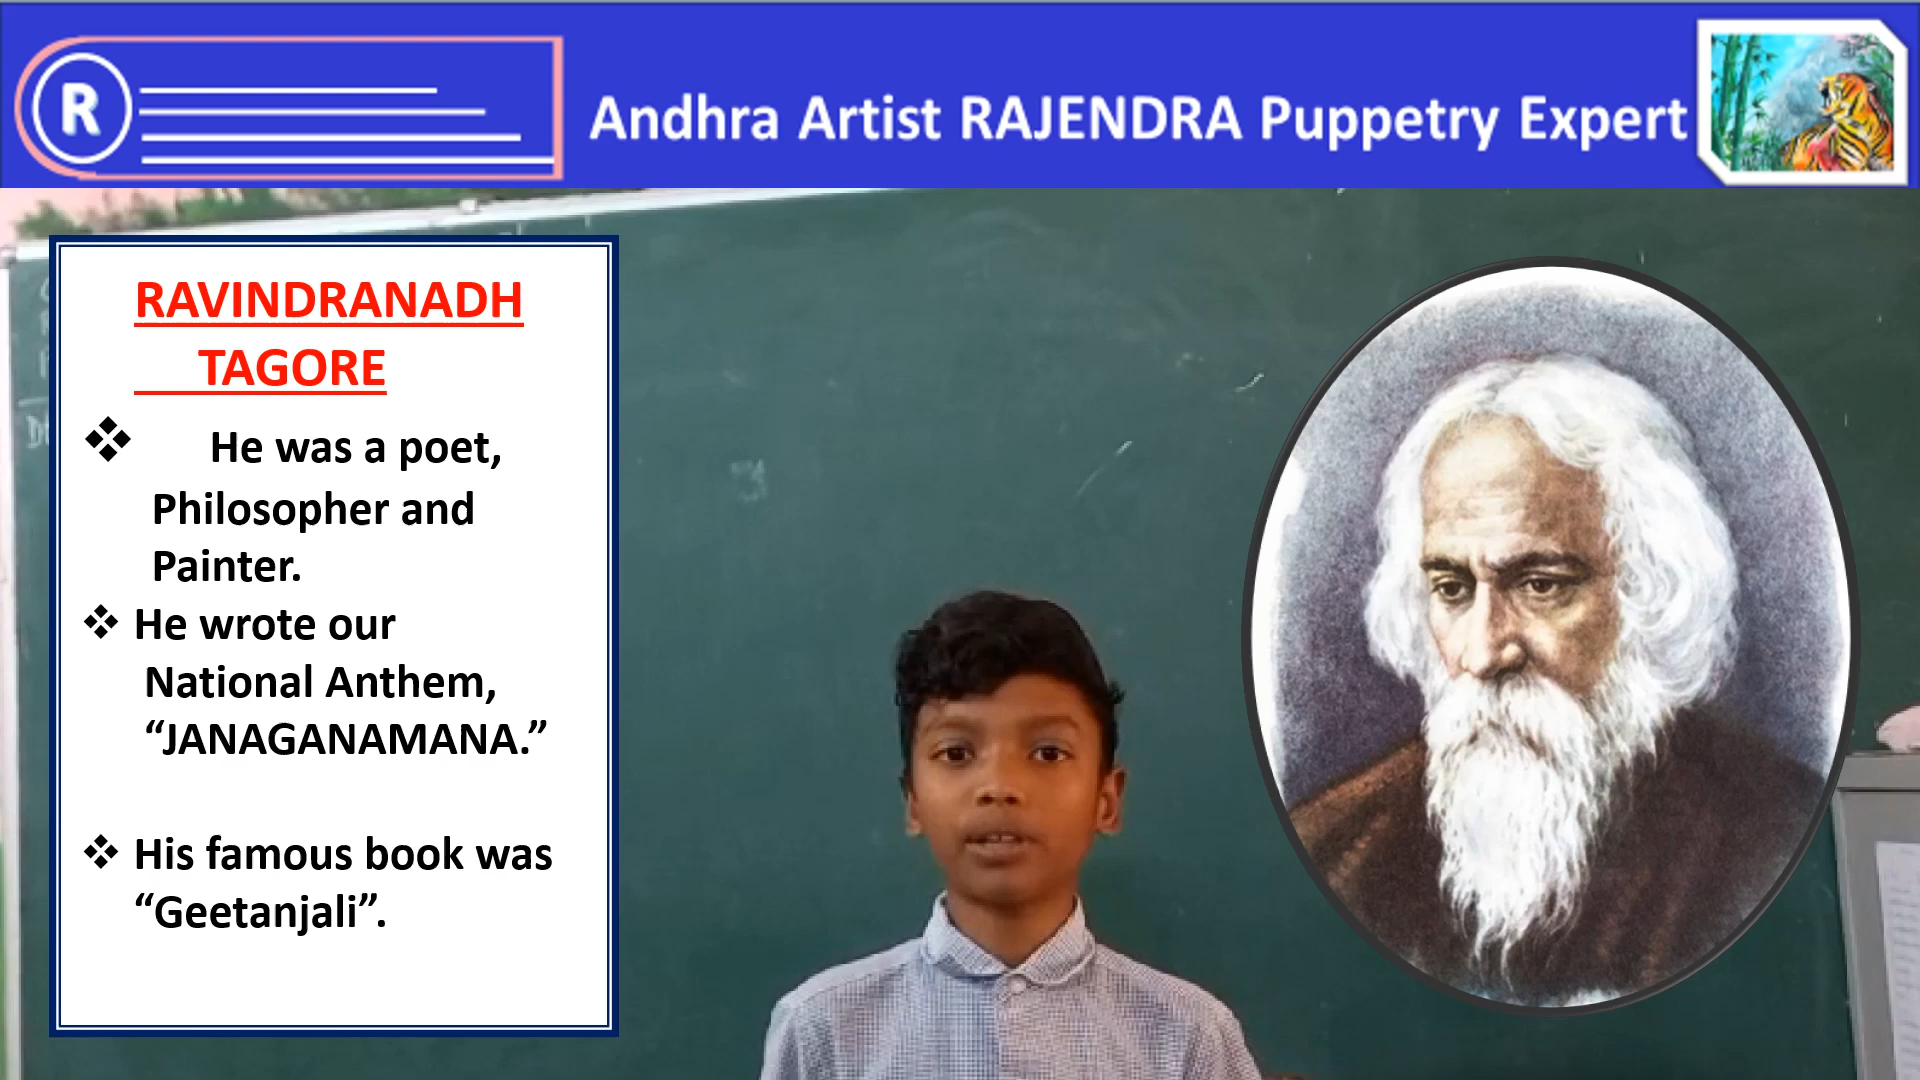 R
Andhra Artist RAJENDRA Puppetry Expert
RAVINDRANADH
TAGORE
❖ He was a poet,
Philosopher and
Painter.
❖ He wrote our
National Anthem,
“JANAGANAMANA.”
❖ His famous book was
“Geetanjali”.